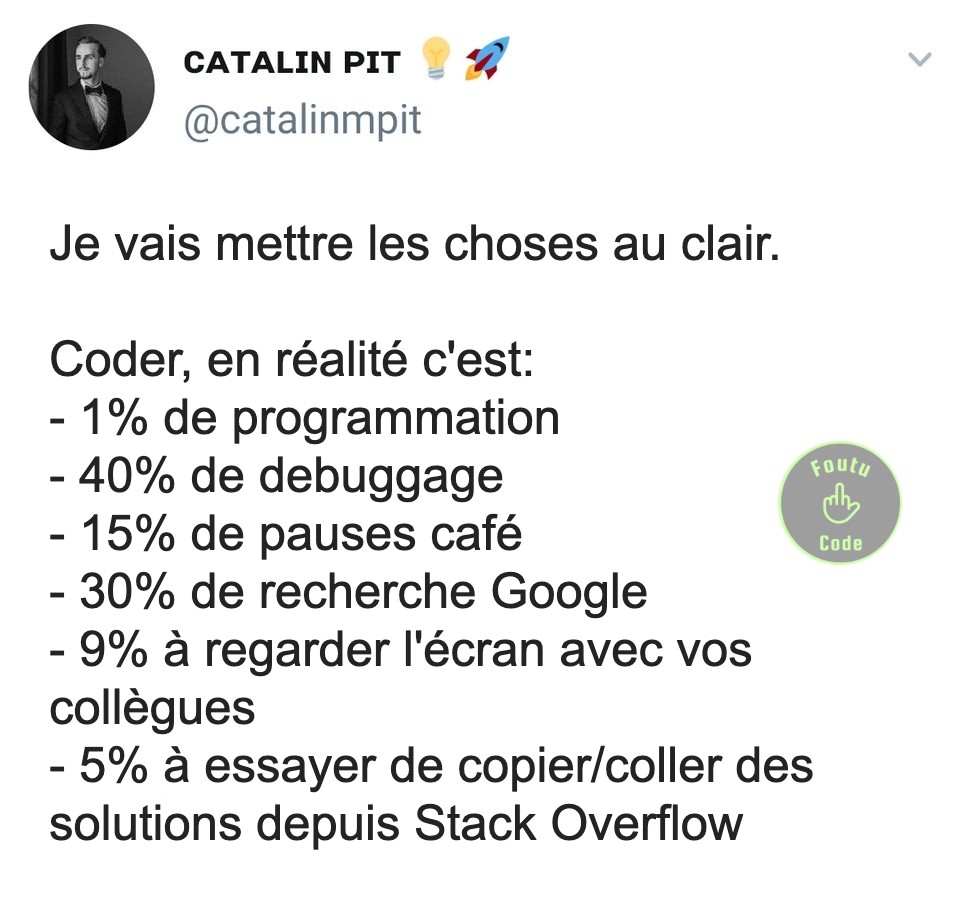 CATALIN PIT 💡🚀
@catalinmpit
Je vais mettre les choses au clair.
Coder, en réalité c'est:
- 1% de programmation
- 40% de debuggage
- 15% de pauses café
- 30% de recherche Google
- 9% à regarder l'écran avec vos
collègues
- 5% à essayer de copier/coller des
solutions depuis Stack Overflow
Foutu
Code